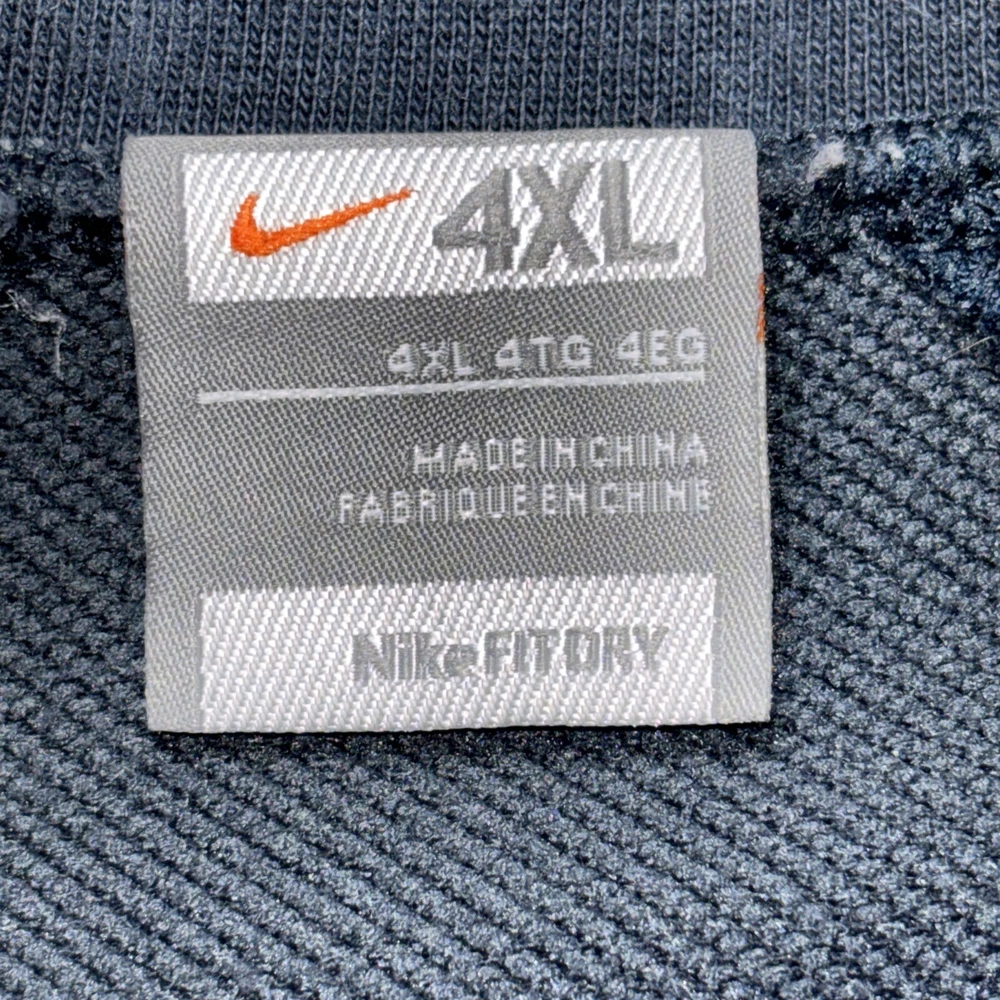 4XL
4XL 4TG 4EG
MADE IN CHINA
FABRIQUE EN CHINE
Nike FIT DRY